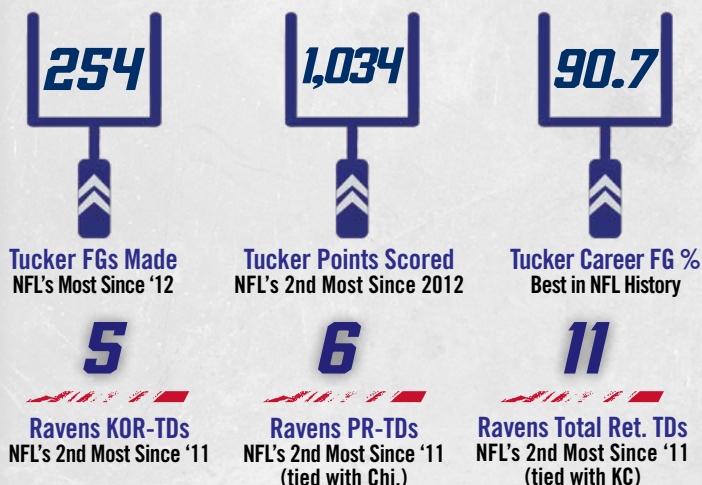 254
1,034
90.7
Tucker FGs Made
NFL's Most Since ‘12
Tucker Points Scored
NFL's 2nd Most Since 2012
Tucker Career FG %
Best in NFL History
5
6
11
Ravens KOR-TDs
NFL's 2nd Most Since ‘11
Ravens PR-TDs
NFL's 2nd Most Since ‘11
(tied with Chi.)
Ravens Total Ret. TDs
NFL's 2nd Most Since ‘11
(tied with KC)